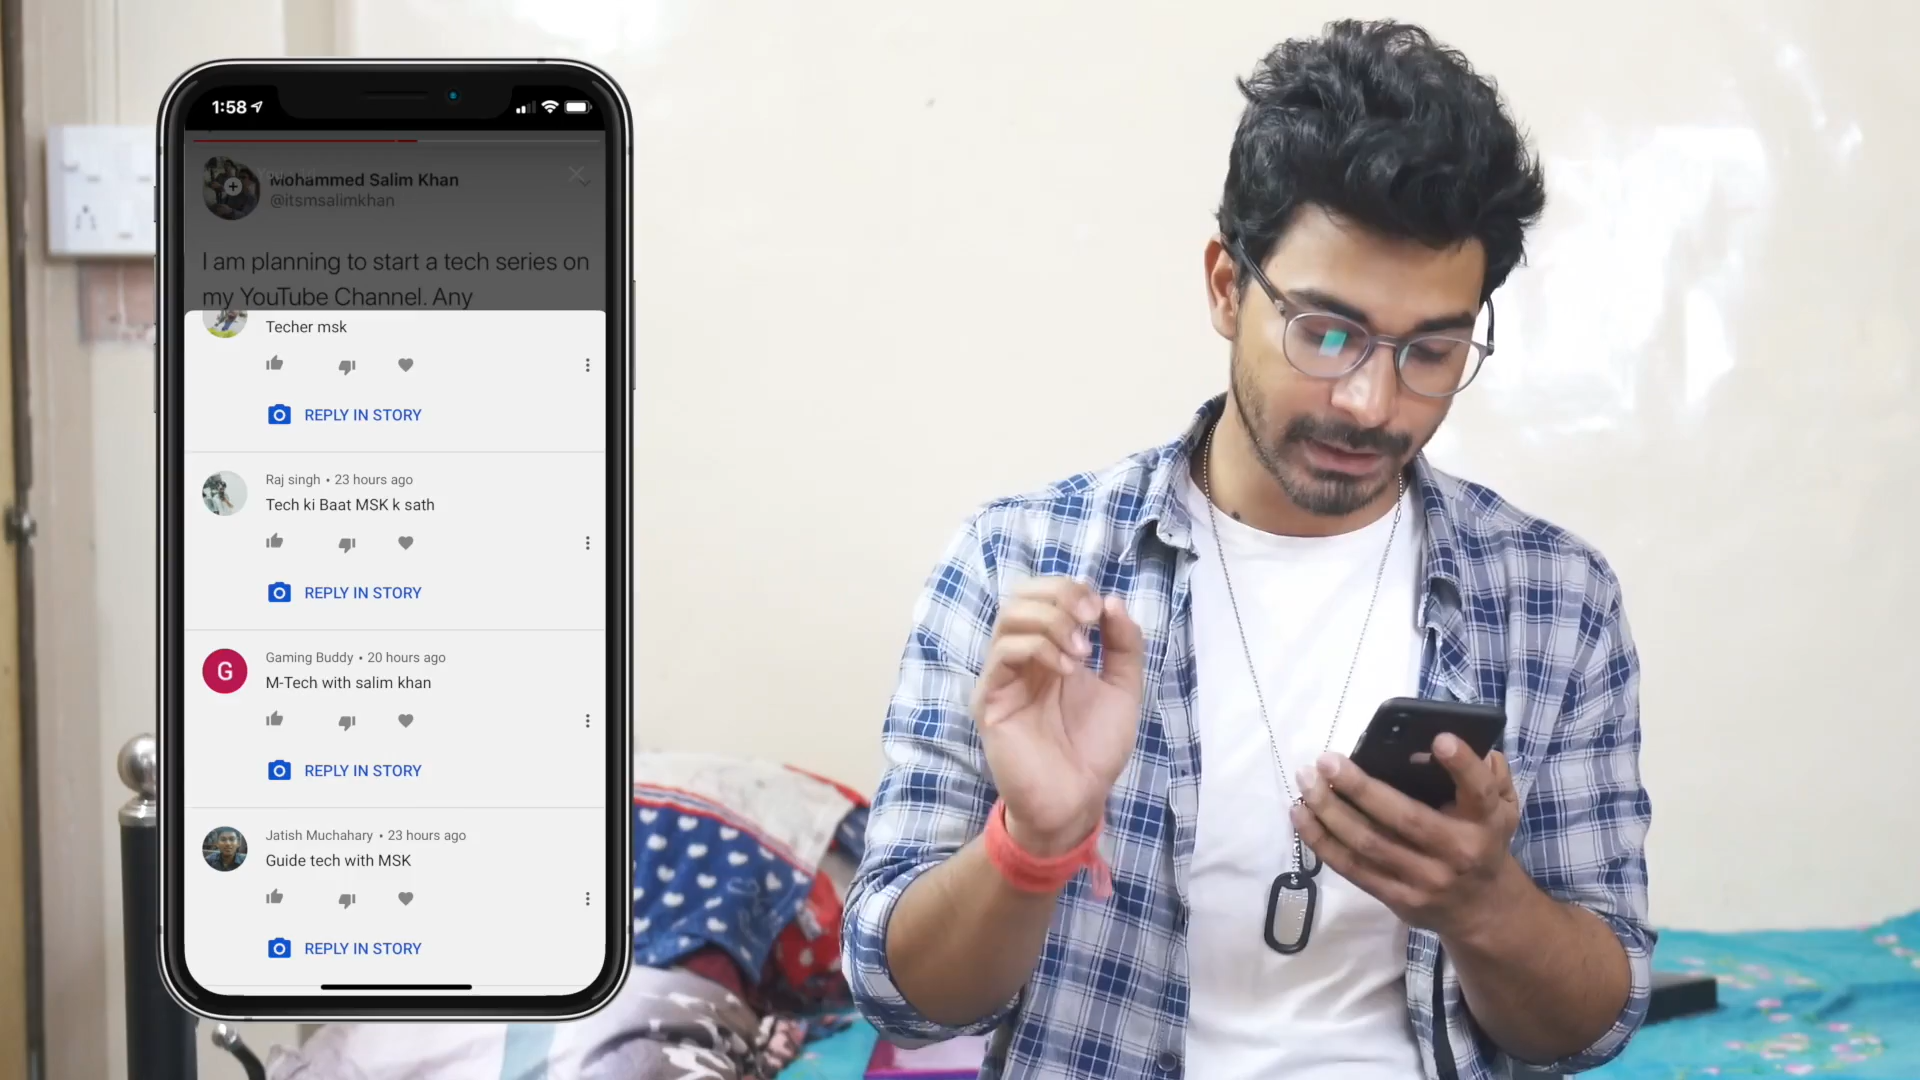 1:58
Mohammed Salim Khan
@itsmsalimkhan
I am planning to start a tech series on
my YouTube Channel. Any
Techer msk
REPLY IN STORY
Raj singh • 23 hours ago
Tech ki Baat MSK k sath
REPLY IN STORY
G
Gaming Buddy • 20 hours ago
M-Tech with salim khan
REPLY IN STORY
Jatish Muchahary • 23 hours ago
Guide tech with MSK
REPLY IN STORY